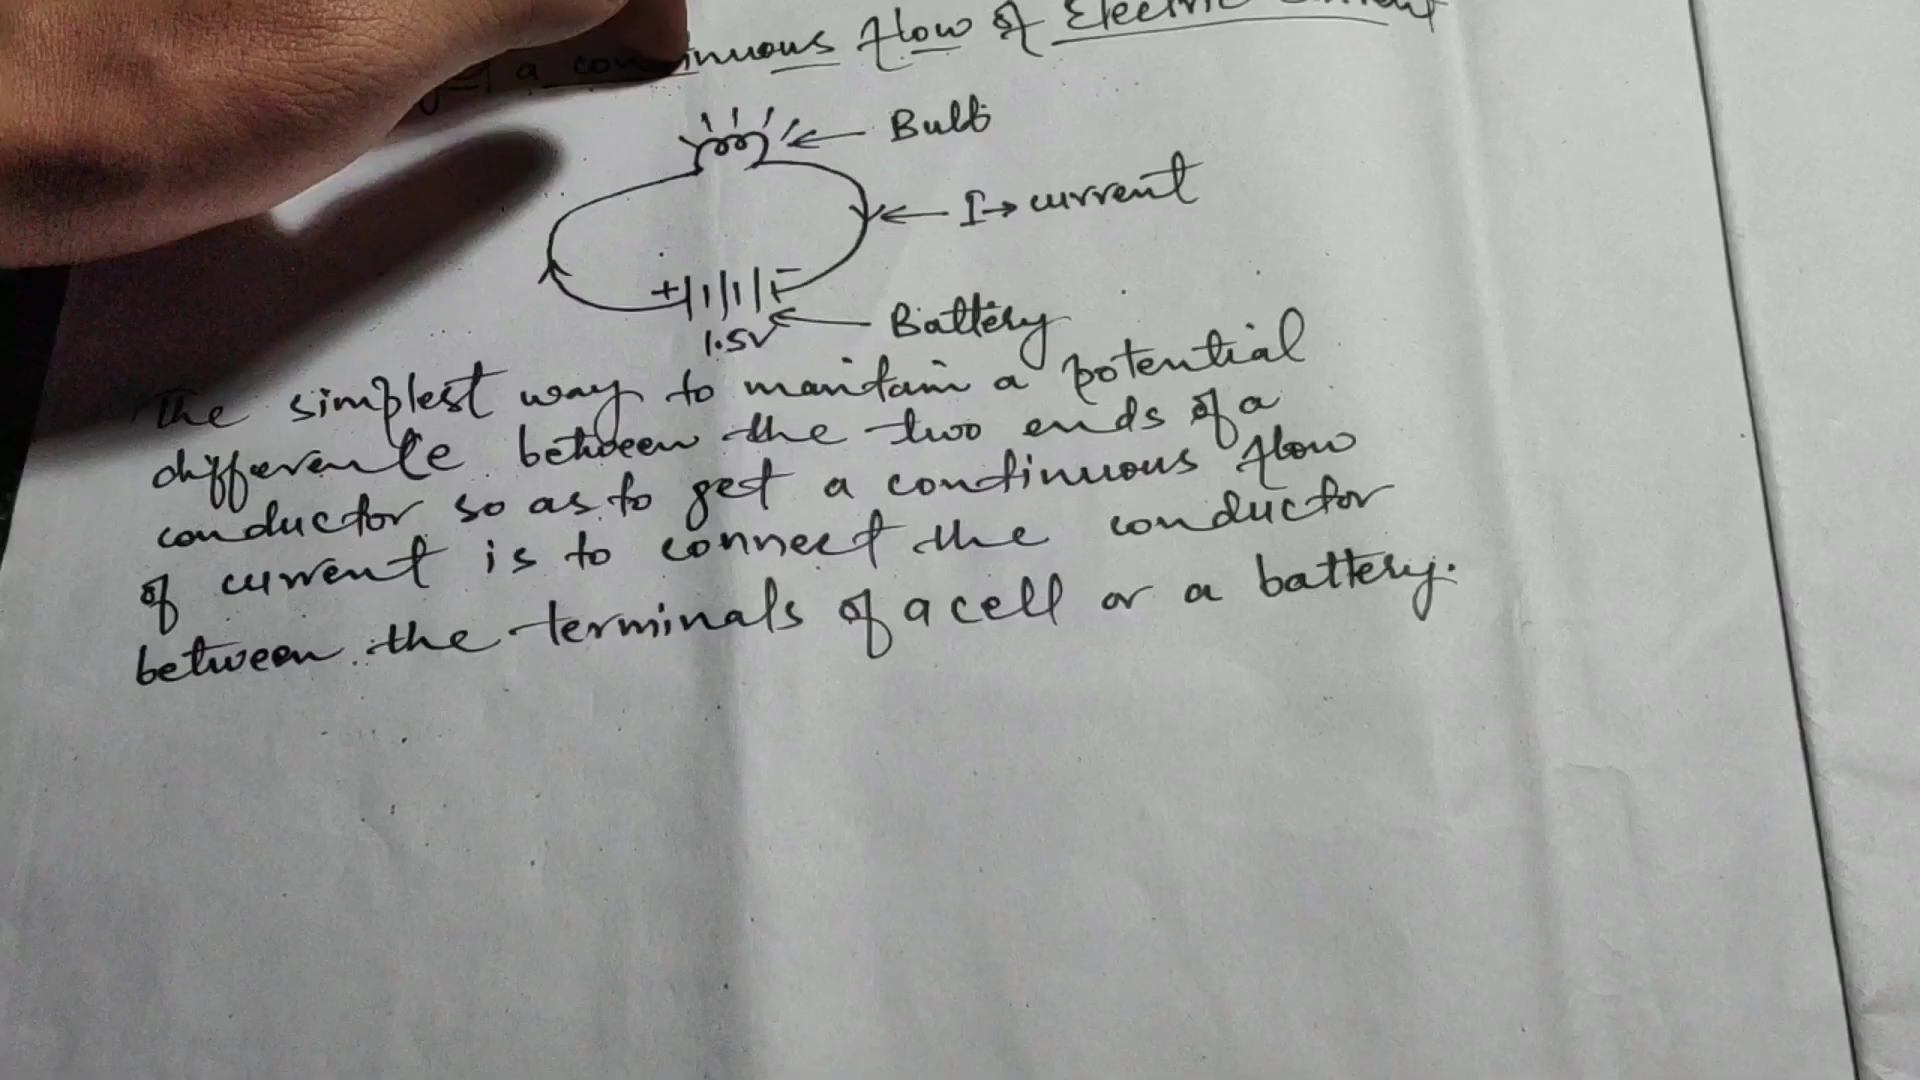 a continuous flow of Electric
Bulb
I→ current
+ -
1.5V
Battery
The simplest way to maintain a potential
difference between the two ends of a
conductor so as to get a continuous flow
of current is to connect the conductor
between the terminals of a cell or a battery.